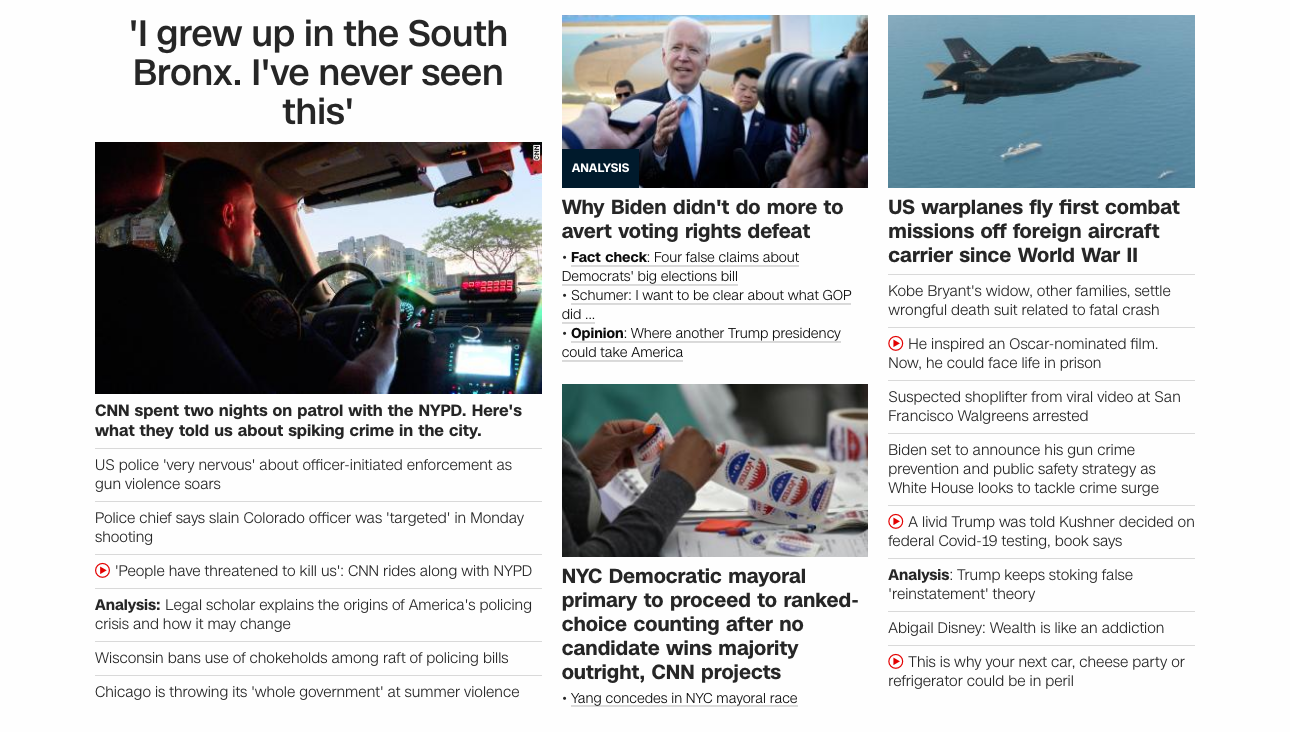 'I grew up in the South
Bronx. I've never seen
this'
CNN
CNN spent two nights on patrol with the NYPD. Here's
what they told us about spiking crime in the city.
US police 'very nervous' about officer-initiated enforcement as
gun violence soars
Police chief says slain Colorado officer was 'targeted' in Monday
shooting
'People have threatened to kill us': CNN rides along with NYPD
Analysis: Legal scholar explains the origins of America's policing
crisis and how it may change
Wisconsin bans use of chokeholds among raft of policing bills
Chicago is throwing its 'whole government' at summer violence
ANALYSIS
Why Biden didn't do more to
avert voting rights defeat
• Fact check: Four false claims about
Democrats' big elections bill
• Schumer: I want to be clear about what GOP
did ...
• Opinion: Where another Trump presidency
could take America
NYC Democratic mayoral
primary to proceed to ranked-
choice counting after no
candidate wins majority
outright, CNN projects
• Yang concedes in NYC mayoral race
US warplanes fly first combat
missions off foreign aircraft
carrier since World War II
Kobe Bryant's widow, other families, settle
wrongful death suit related to fatal crash
He inspired an Oscar-nominated film.
Now, he could face life in prison
Suspected shoplifter from viral video at San
Francisco Walgreens arrested
Biden set to announce his gun crime
prevention and public safety strategy as
White House looks to tackle crime surge
A livid Trump was told Kushner decided on
federal Covid-19 testing, book says
Analysis: Trump keeps stoking false
'reinstatement' theory
Abigail Disney: Wealth is like an addiction
This is why your next car, cheese party or
refrigerator could be in peril